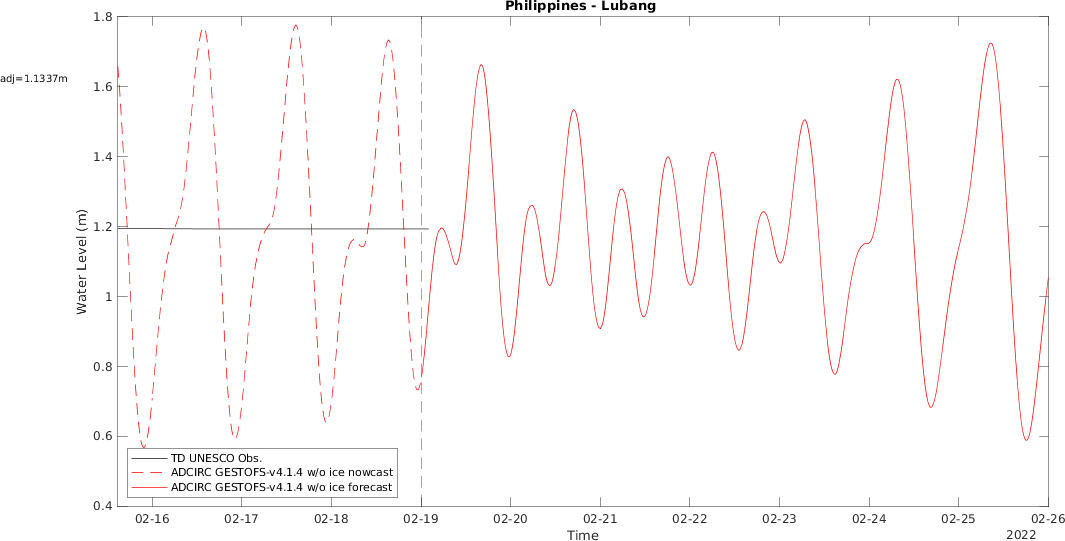 Philippines - Lubang
adj=1.1337m
Water Level (m)
1.8
1.6
1.4
1.2
1
0.8
0.6
0.4
TD UNESCO Obs.
ADCIRC GESTOFS-v4.1.4 w/o ice nowcast
ADCIRC GESTOFS-v4.1.4 w/o ice forecast
02-16 02-17 02-18 02-19 02-20 02-21 02-22 02-23 02-24 02-25 02-26
Time
2022